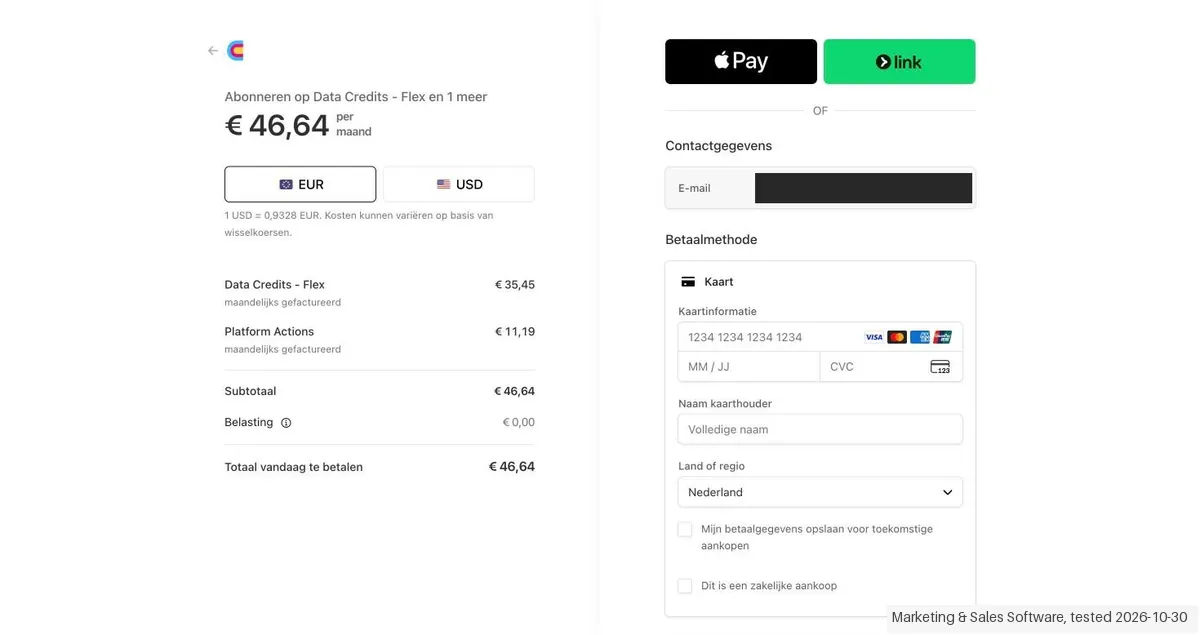 Abonneren op Data Credits - Flex en 1 meer
€ 46,64 per
maand
EUR
USD
1 USD = 0,9328 EUR. Kosten kunnen variëren op basis van
wisselkoersen.
Data Credits - Flex € 35,45
maandelijks gefactureerd
Platform Actions € 11,19
maandelijks gefactureerd
Subtotaal € 46,64
Belasting € 0,00
Totaal vandaag te betalen € 46,64
Pay
link
OF
Contactgegevens
E-mail
Betaalmethode
Kaart
Kaartinformatie
1234 1234 1234 1234 VISA
MM / JJ CVC 123
Naam kaarthouder
Volledige naam
Land of regio
Nederland
Mijn betaalgegevens opslaan voor toekomstige
aankopen
Dit is een zakelijke aankoop
Marketing & Sales Software, tested 2026-10-30